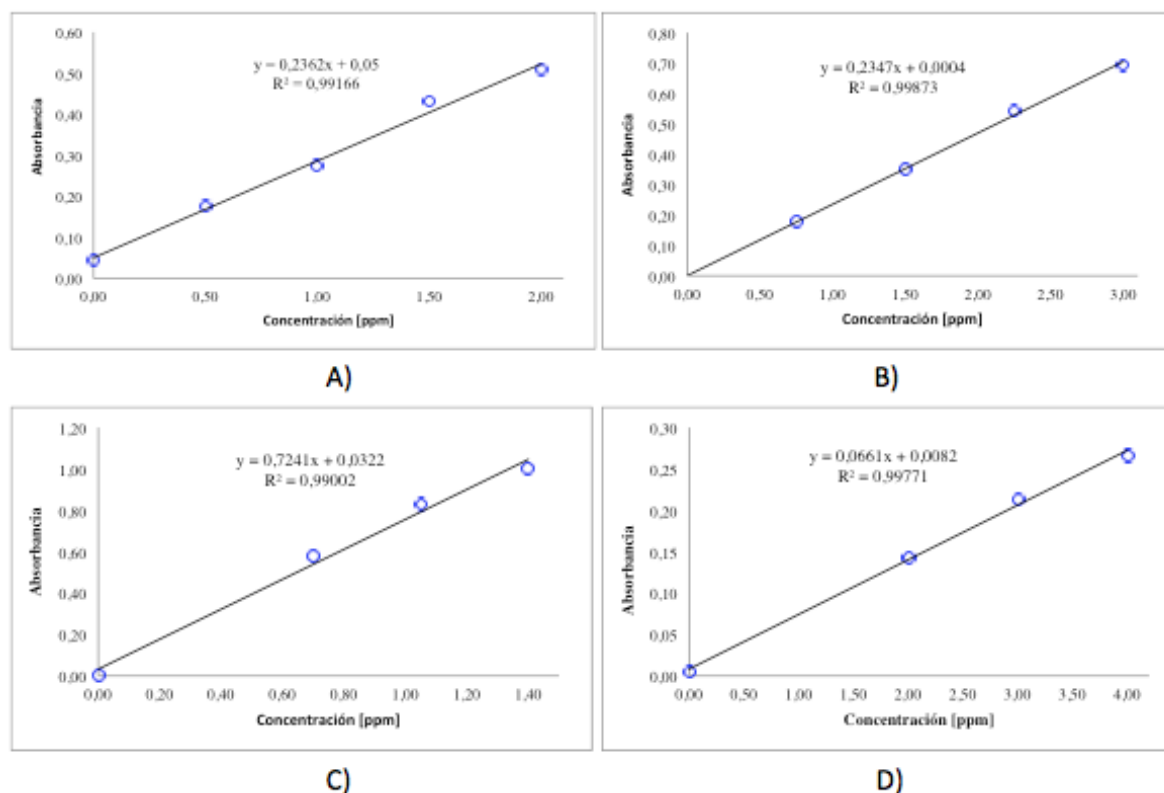 0,60
y = 0,2362x + 0,05
R² = 0,99166
0,50
0,40
0,30
0,20
0,10
0,00
Absorbancia
0,00 0,50 1,00 1,50 2,00
Concentración [ppm]
A)
0,80
y = 0,2347x + 0,0004
R² = 0,99873
0,70
0,60
0,50
0,40
0,30
0,20
0,10
0,00
Absorbancia
0,00 0,50 1,00 1,50 2,00 2,50 3,00
Concentración [ppm]
B)
1,20
y = 0,7241x + 0,0322
R² = 0,99002
1,00
0,80
0,60
0,40
0,20
0,00
Absorbancia
0,00 0,20 0,40 0,60 0,80 1,00 1,20 1,40
Concentración [ppm]
C)
0,30
y = 0,0661x + 0,0082
R² = 0,99771
0,25
0,20
0,15
0,10
0,05
0,00
Absorbancia
0,00 0,50 1,00 1,50 2,00 2,50 3,00 3,50 4,00
Concentración [ppm]
D)